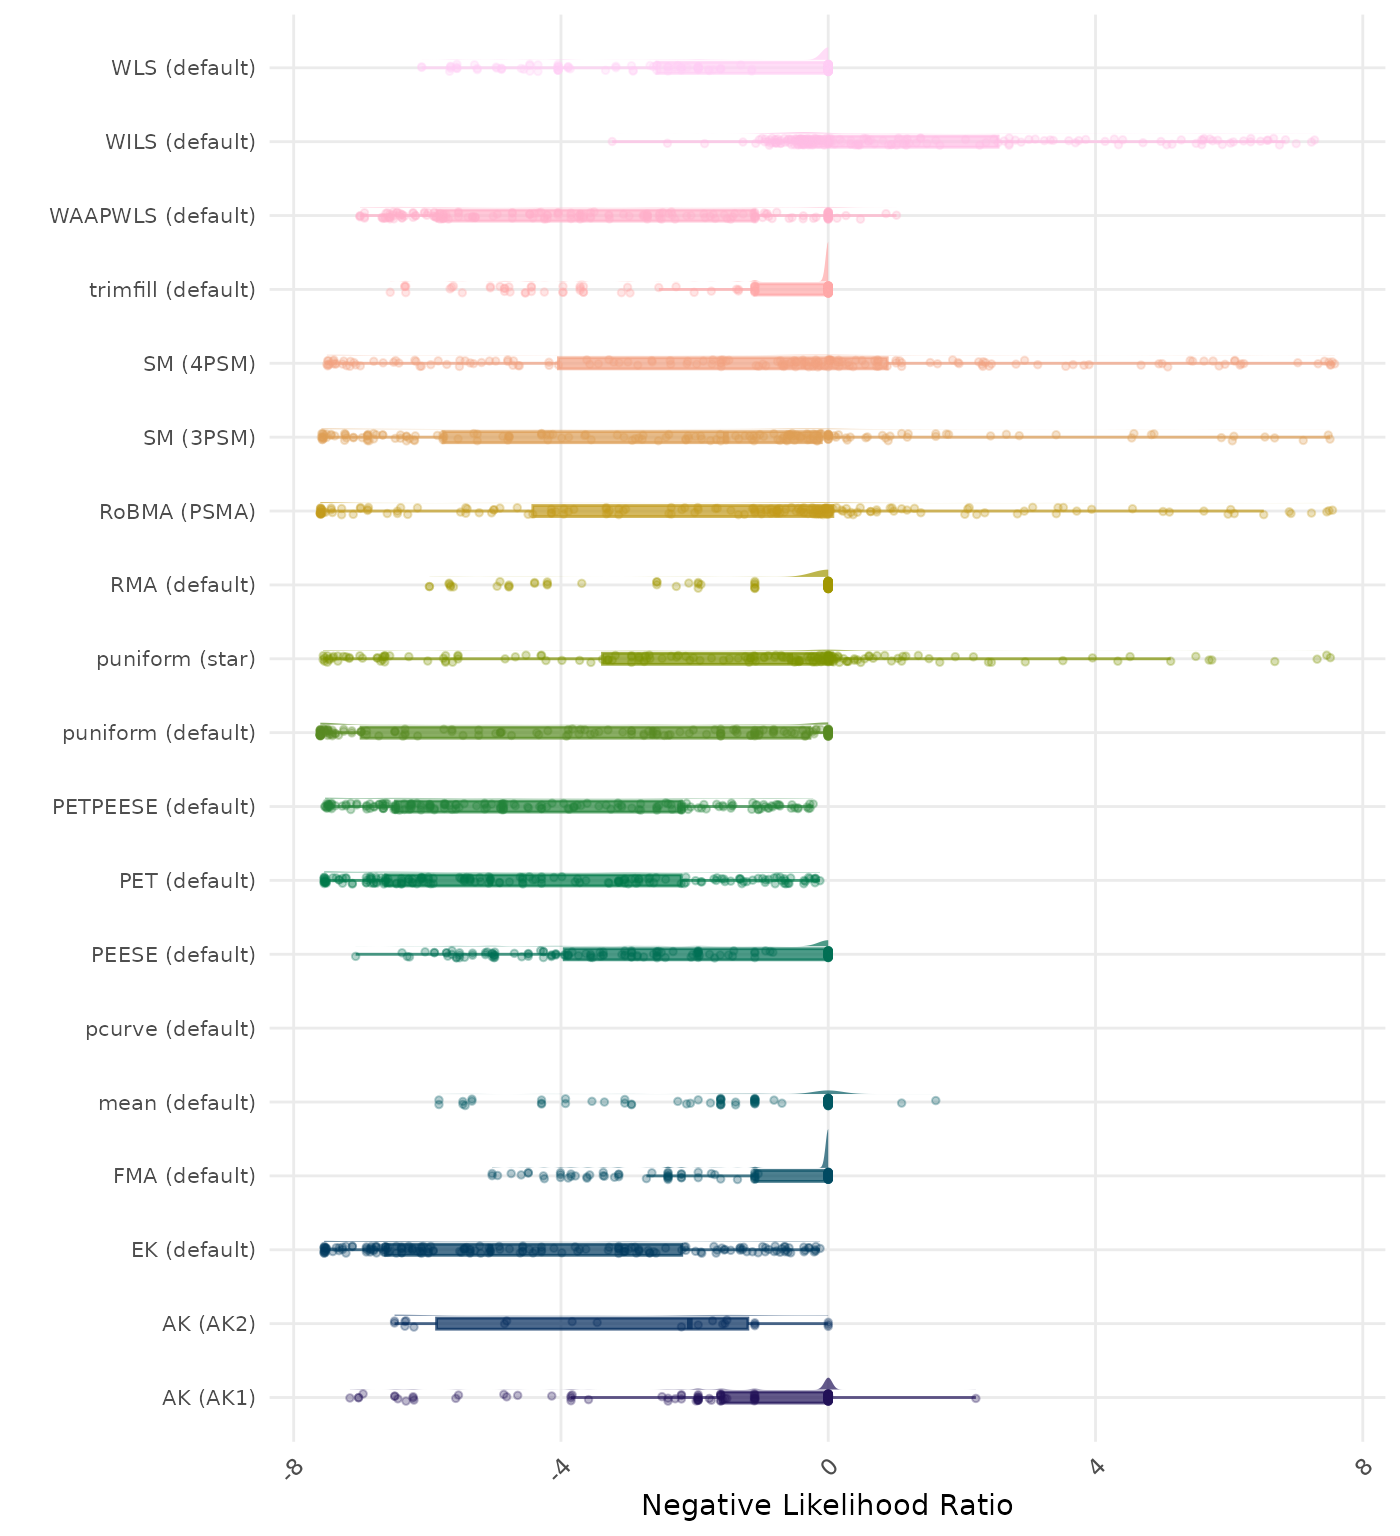 WLS (default)
WILS (default)
WAAPWLS (default)
trimfill (default)
SM (4PSM)
SM (3PSM)
RoBMA (PSMA)
RMA (default)
puniform (star)
puniform (default)
PETPEESE (default)
PET (default)
PEESE (default)
pcurve (default)
mean (default)
FMA (default)
EK (default)
AK (AK2)
AK (AK1)
-8 -4 0 4 8
Negative Likelihood Ratio